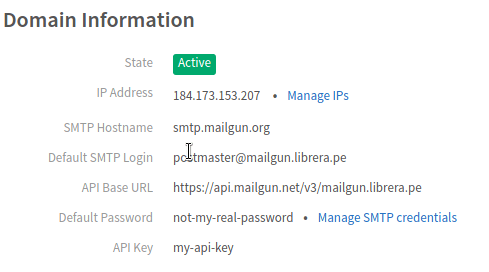 Domain Information
State Active
IP Address 184.173.153.207 • Manage IPs
SMTP Hostname smtp.mailgun.org
Default SMTP Login postmaster@mailgun.librera.pe
API Base URL https://api.mailgun.net/v3/mailgun.librera.pe
Default Password not-my-real-password • Manage SMTP credentials
API Key my-api-key